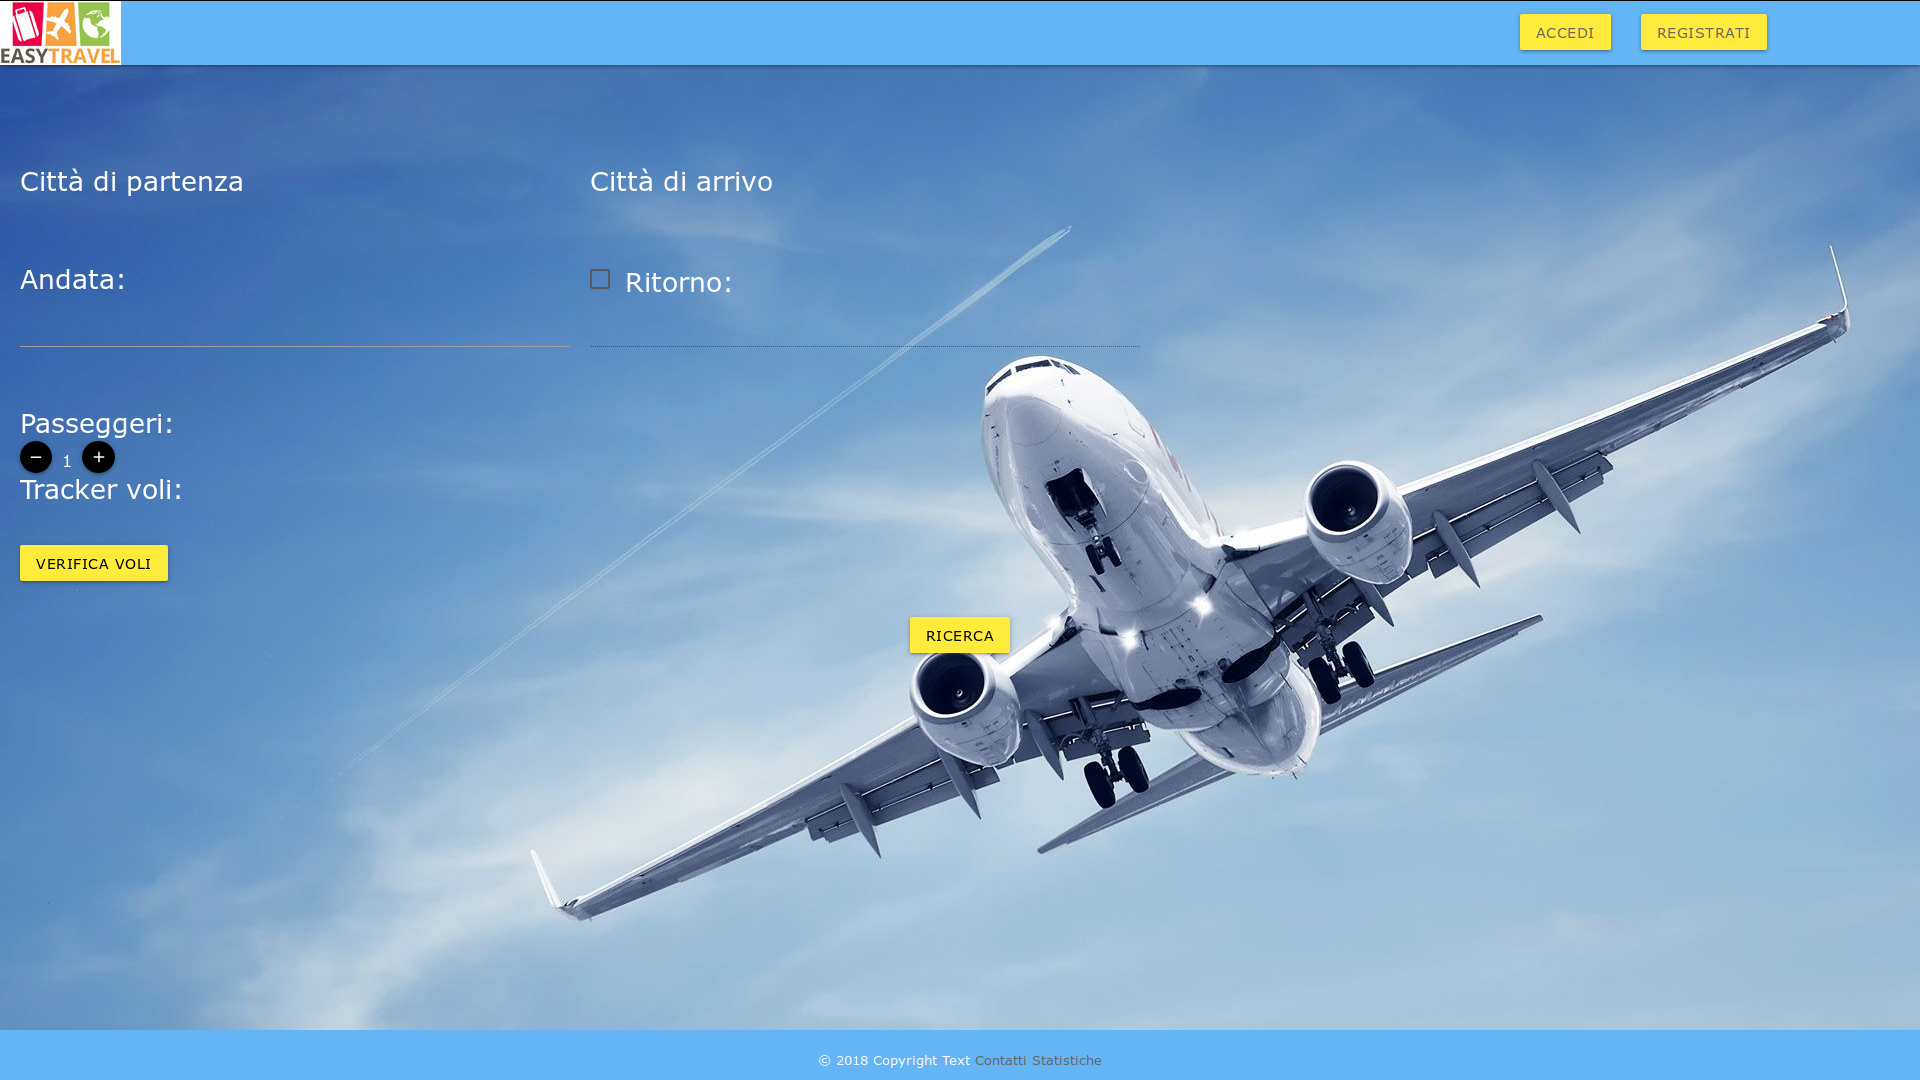 EASYTRAVEL
ACCEDI REGISTRATI
Città di partenza Città di arrivo
Andata: Ritorno:
Passeggeri:
1
Tracker voli:
VERIFICA VOLI
RICERCA
© 2018 Copyright Text Contatti Statistiche